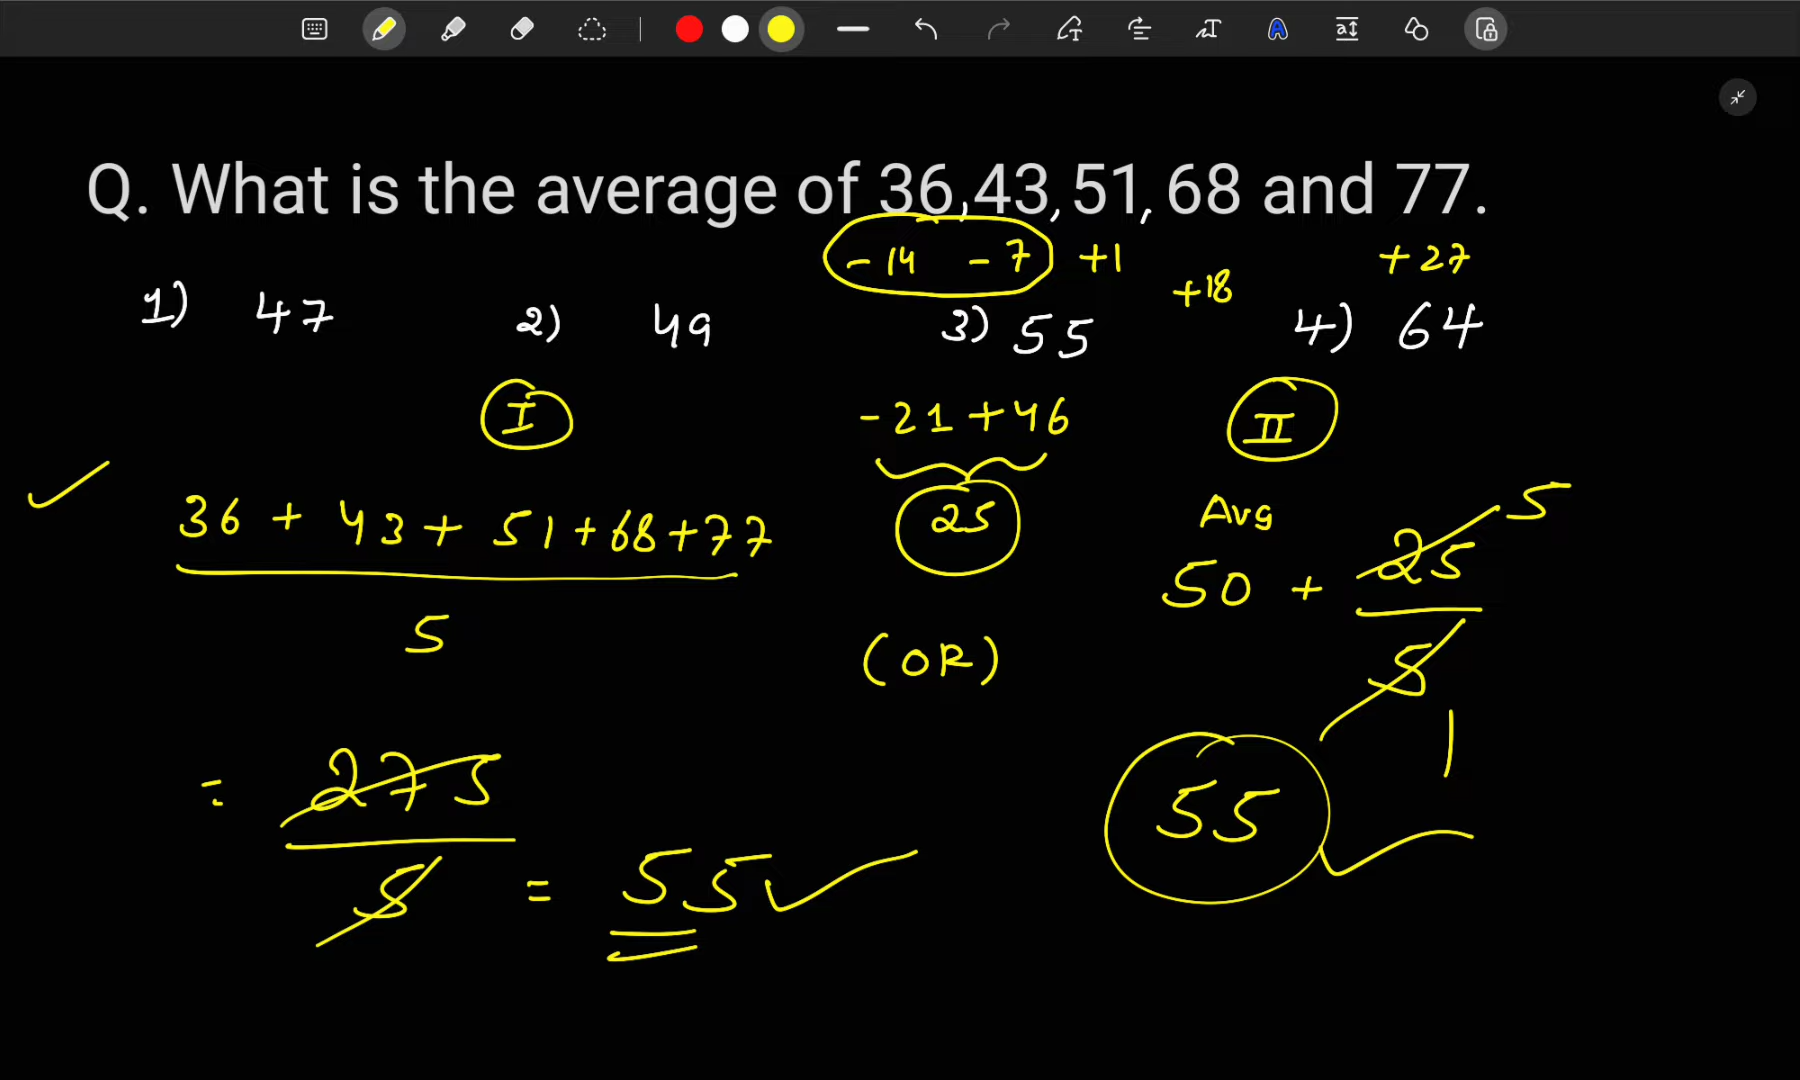 Q. What is the average of 36,43,51, 68 and 77.
-14 -7 +1 +18 +27
1) 47 2) 49 3) 55 4) 64
I -21+46 II
36 + 43 + 51 + 68 + 77 25 Avg
5 50 + 25 5
(OR) 5
1
= 275 55
5 = 55